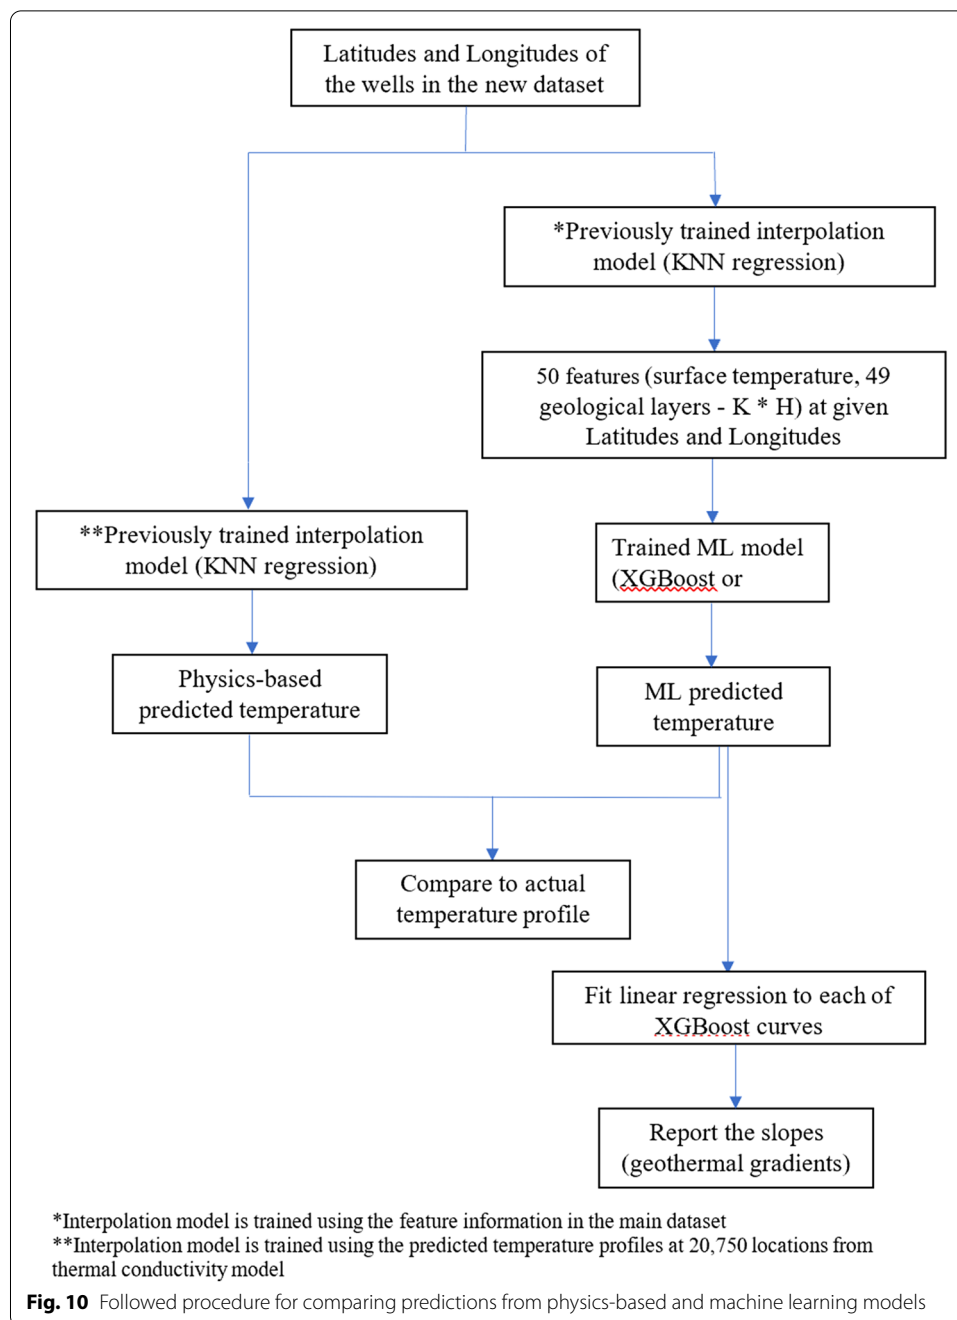 Latitudes and Longitudes of
the wells in the new dataset
*Previously trained interpolation
model (KNN regression)
50 features (surface temperature, 49
geological layers - K * H) at given
Latitudes and Longitudes
**Previously trained interpolation
model (KNN regression)
Trained ML model
(XGBoost or
Physics-based
predicted temperature
ML predicted
temperature
Compare to actual
temperature profile
Fit linear regression to each of
XGBoost curves
Report the slopes
(geothermal gradients)
*Interpolation model is trained using the feature information in the main dataset
**Interpolation model is trained using the predicted temperature profiles at 20,750 locations from
thermal conductivity model
Fig. 10 Followed procedure for comparing predictions from physics-based and machine learning models